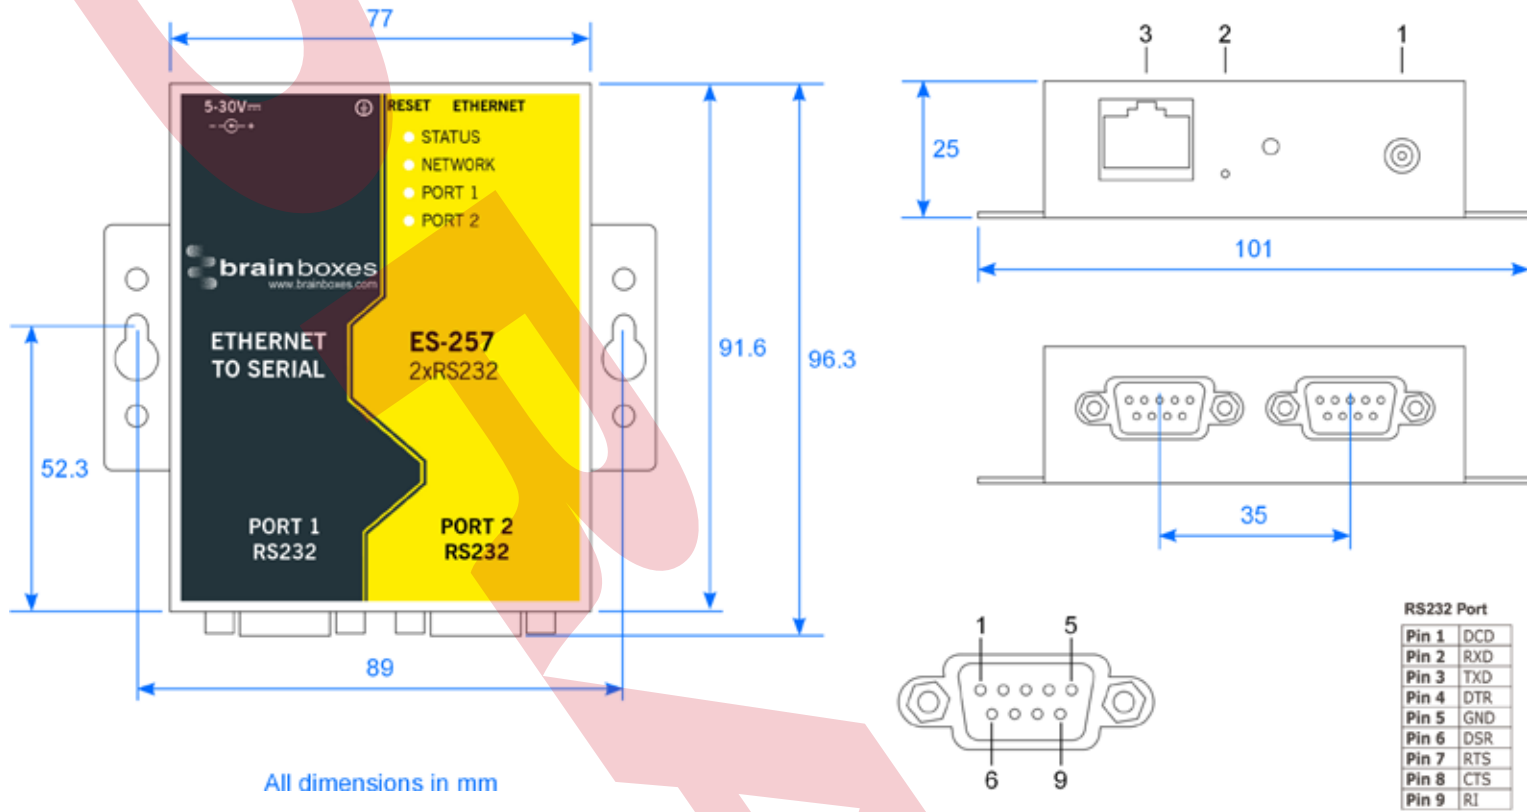 77
5-30V
RESET ETHERNET
STATUS
NETWORK
PORT 1
PORT 2
brainboxes
www.brainboxes.com
ETHERNET
TO SERIAL
ES-257
2xRS232
PORT 1
RS232
PORT 2
RS232
52.3
91.6
96.3
89
All dimensions in mm
3 2 1
25
101
35
1 5
6 9
RS232 Port
Pin 1 DCD
Pin 2 RXD
Pin 3 TXD
Pin 4 DTR
Pin 5 GND
Pin 6 DSR
Pin 7 RTS
Pin 8 CTS
Pin 9 RI